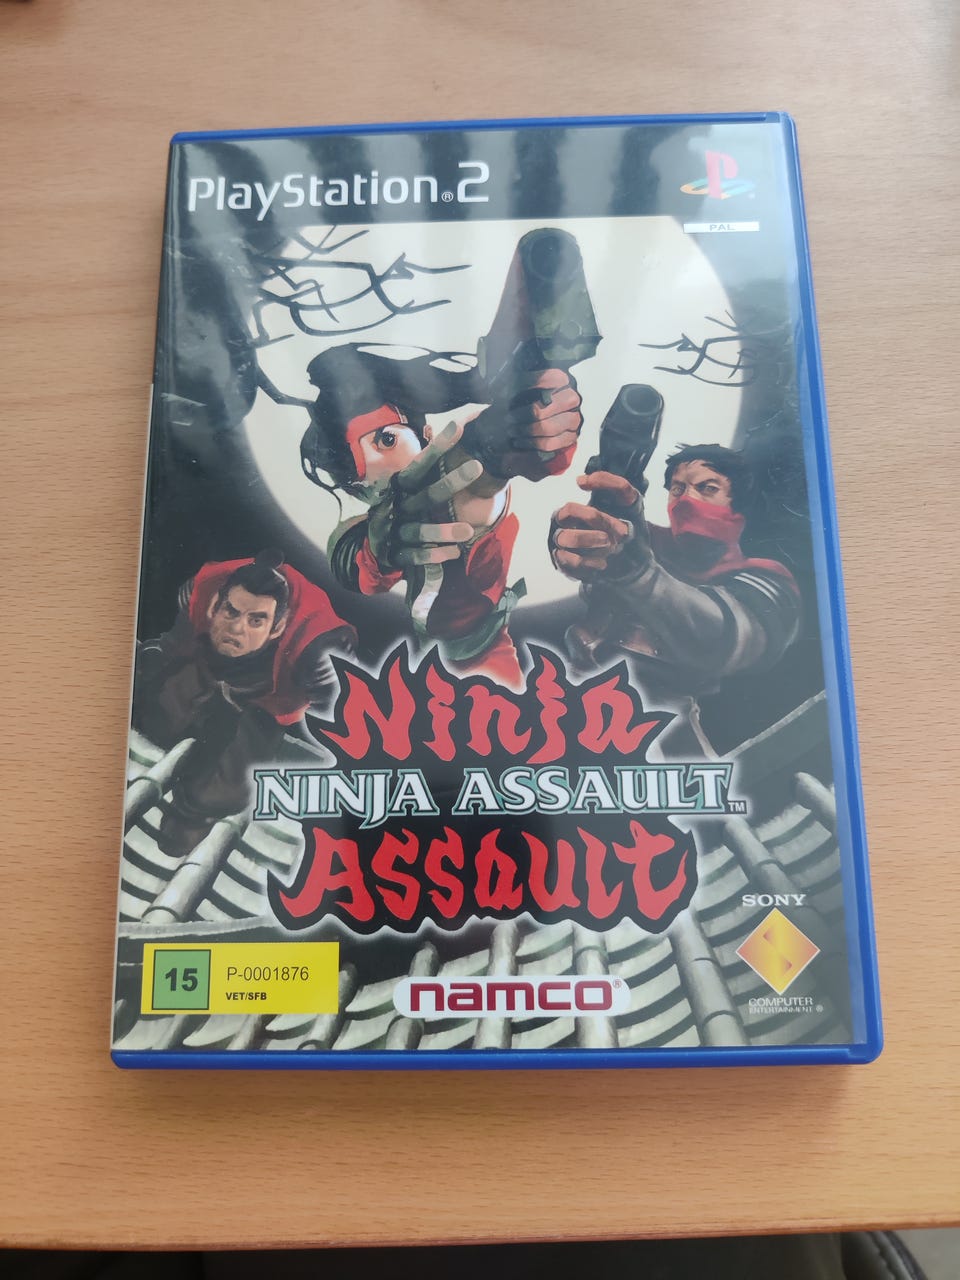 PlayStation®2
PAL
Ninja
NINJA ASSAULT™
Assault
SONY
15
P-0001876
VET/SFB
namco®
COMPUTER
ENTERTAINMENT ®